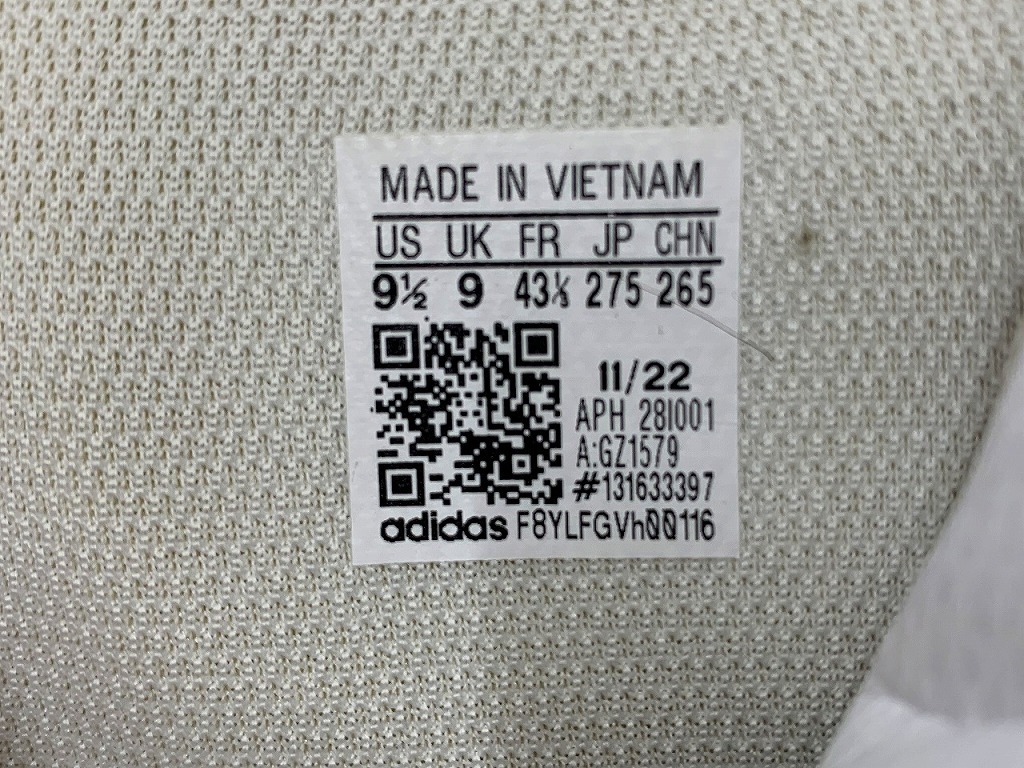 MADE IN VIETNAM
US UK FR JP CHN
9½ 9 43⅓ 275 265
11/22
APH 28I001
A:GZ1579
#131633397
adidas F8YLFGVh00116